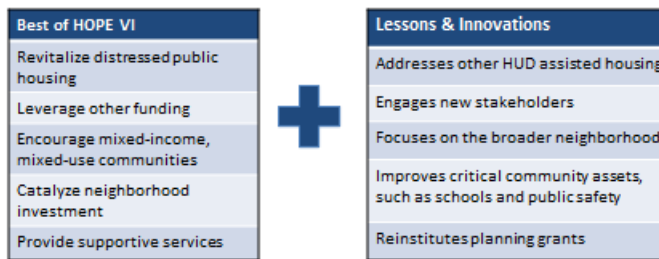 Best of HOPE VI
Revitalize distressed public
housing
Leverage other funding
Encourage mixed-income,
mixed-use communities
Catalyze neighborhood
investment
Provide supportive services
Lessons & Innovations
Addresses other HUD assisted housing
Engages new stakeholders
Focuses on the broader neighborhood
Improves critical community assets,
such as schools and public safety
Reinstitutes planning grants